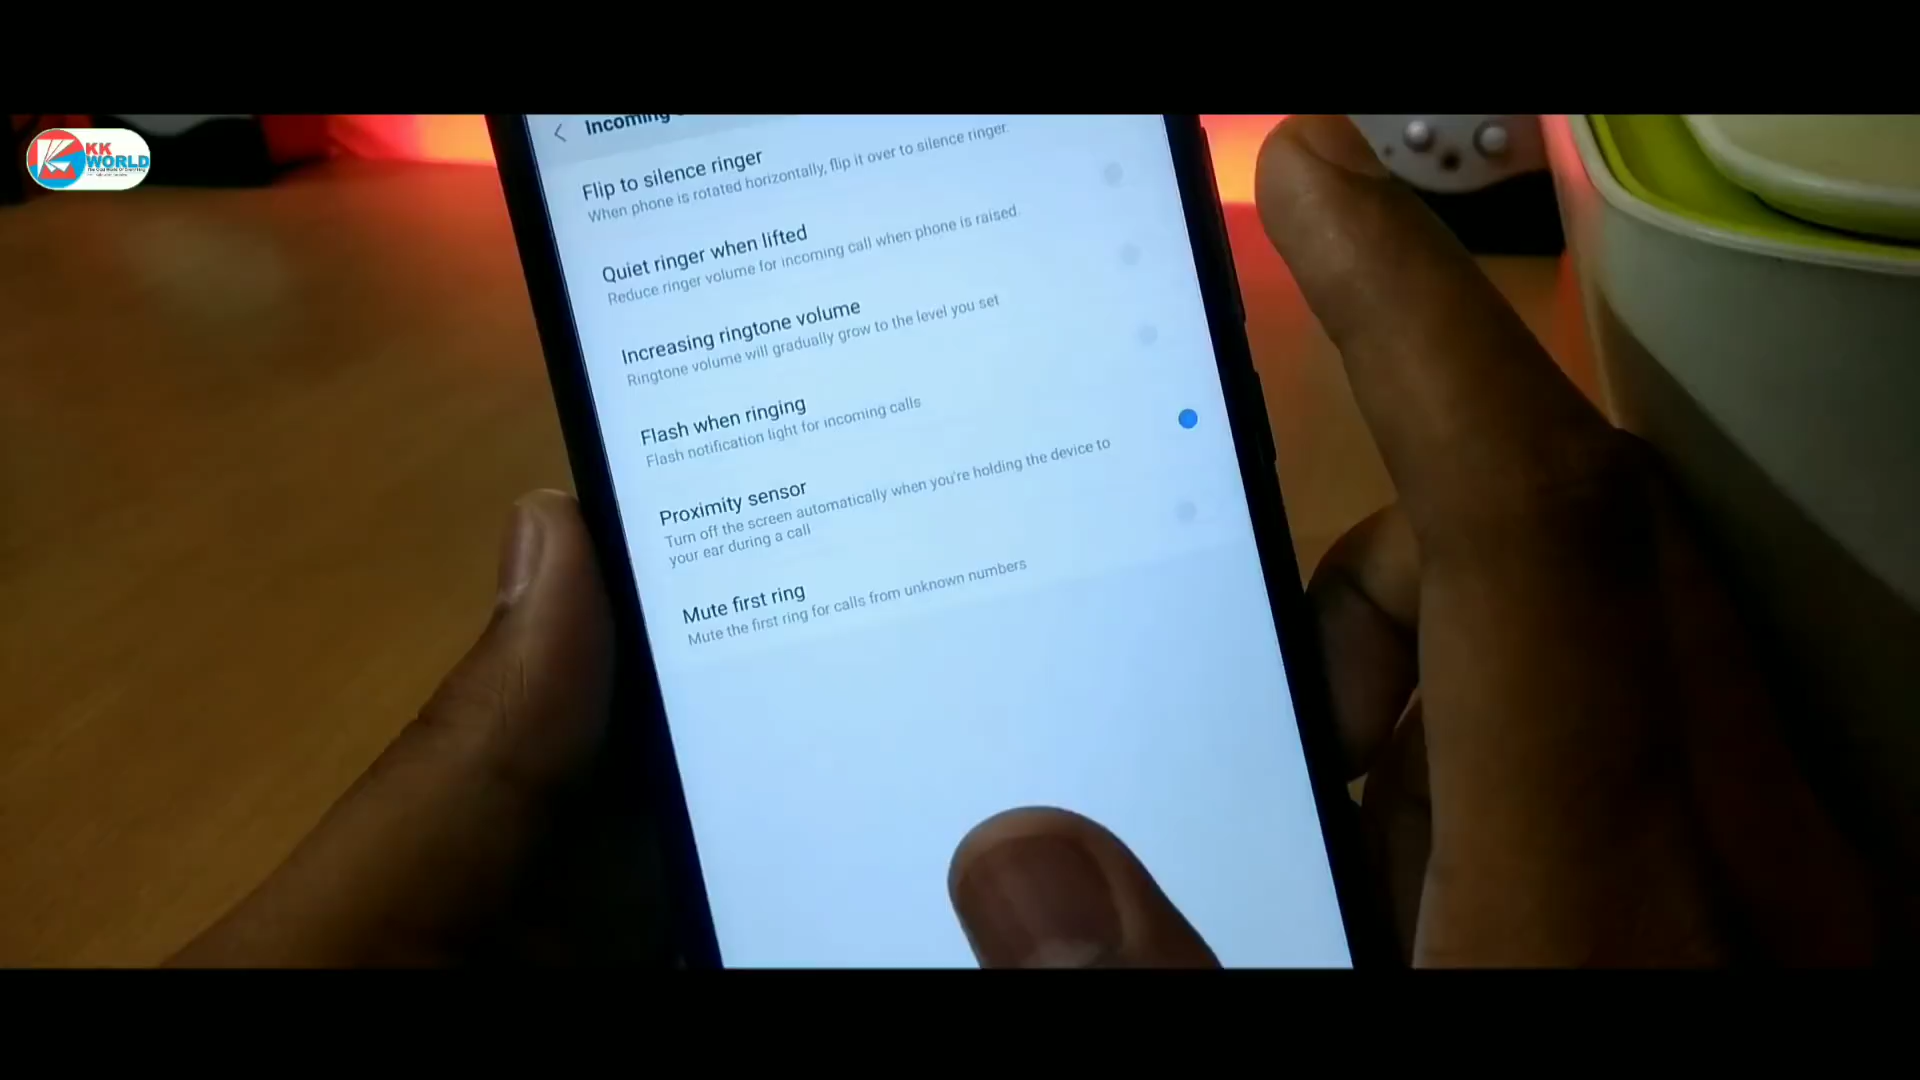 KK
WORLD
Incoming
Flip to silence ringer
When phone is rotated horizontally, flip it over to silence ringer.
Quiet ringer when lifted
Reduce ringer volume for incoming call when phone is raised.
Increasing ringtone volume
Ringtone volume will gradually grow to the level you set
Flash when ringing
Flash notification light for incoming calls
Proximity sensor
Turn off the screen automatically when you're holding the device to
your ear during a call
Mute first ring
Mute the first ring for calls from unknown numbers